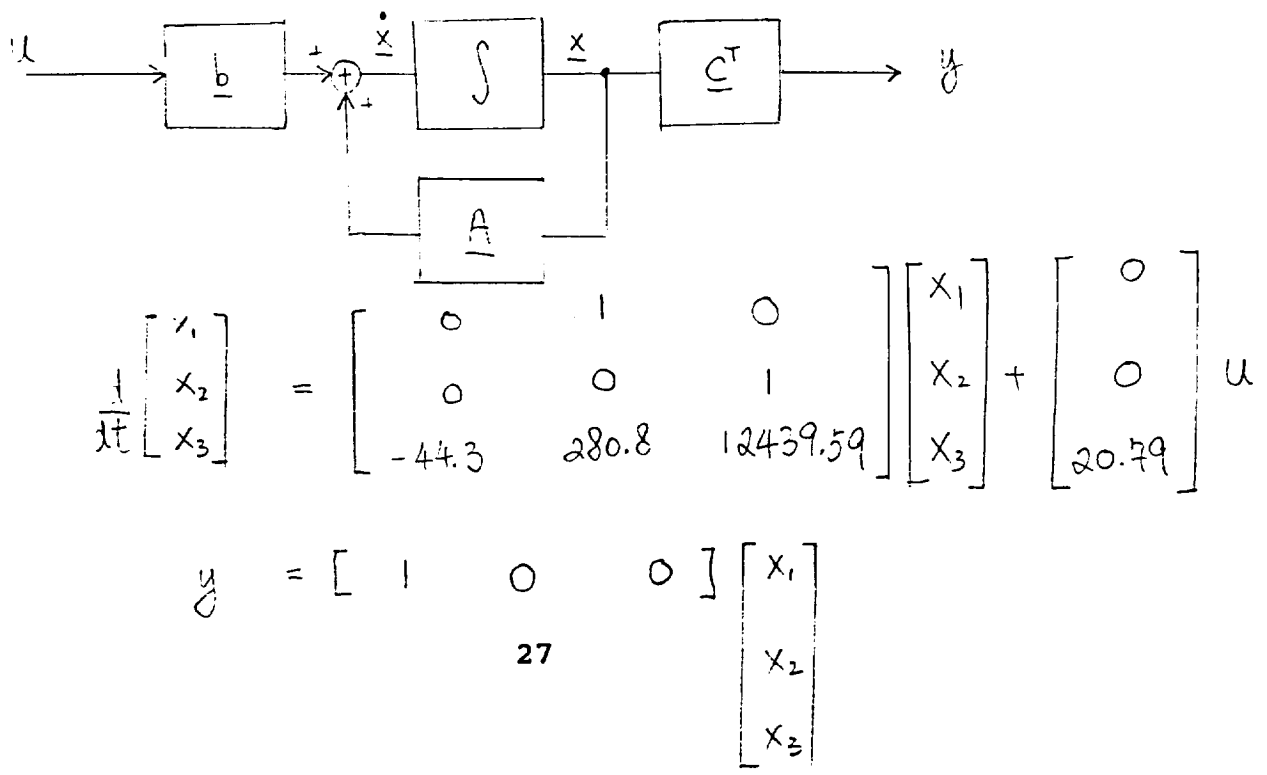 u b + + + ẋ ∫ x Cᵀ y
A
d/dt [ x₁ x₂ x₃ ] = [ 0 1 0 ; 0 0 1 ; -44.3 280.8 12439.59 ] [ x₁ x₂ x₃ ] + [ 0 0 20.79 ] u
y = [ 1 0 0 ] [ x₁ x₂ x₃ ]
27